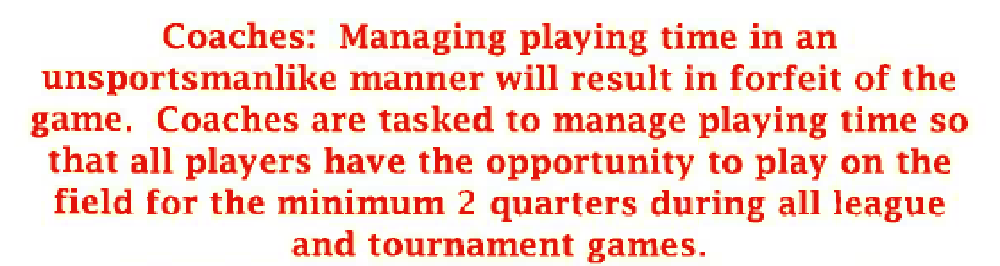 Coaches:  Managing playing time in an
unsportsmanlike manner will result in forfeit of the
game.  Coaches are tasked to manage playing time so
that all players have the opportunity to play on the
field for the minimum 2 quarters during all league
and tournament games.